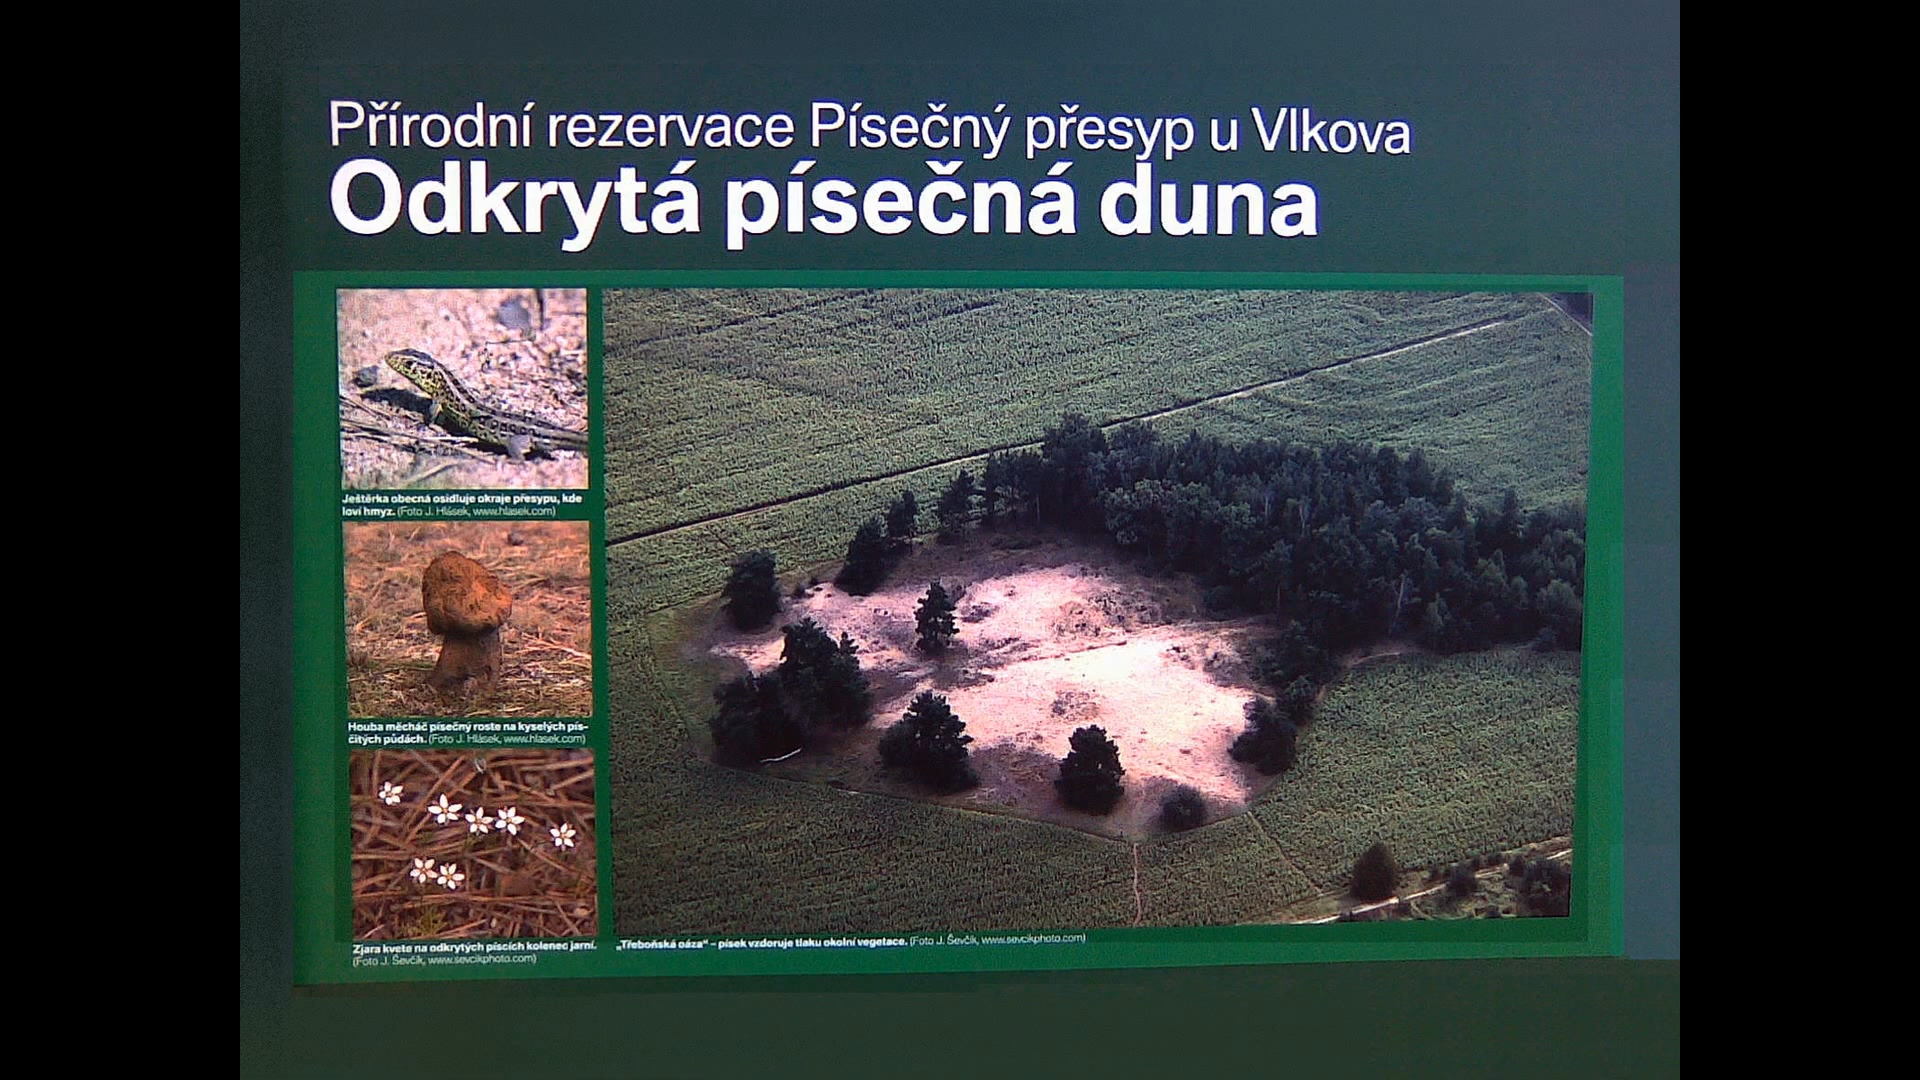 Přírodní rezervace Písečný přesyp u Vlkova
Odkrytá písečná duna
Ještěrka obecná osidluje okraje přesypu, kde
loví hmyz. (Foto J. Hlásek, www.hlasek.com)
Houba měcháč písečný roste na kyselých pís-
čitých půdách. (Foto J. Hlásek, www.hlasek.com)
Zjara kvete na odkrytých píscích kolenec jarní.
(Foto J. Ševčík, www.sevcikphoto.com)
„Třeboňská oáza“ – písek vzdoruje tlaku okolní vegetace. (Foto J. Ševčík, www.sevcikphoto.com)